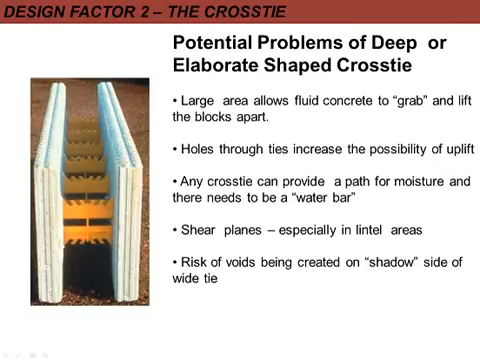 DESIGN FACTOR 2 – THE CROSSTIE
Potential Problems of Deep or
Elaborate Shaped Crosstie
• Large area allows fluid concrete to “grab” and lift
the blocks apart.
• Holes through ties increase the possibility of uplift
• Any crosstie can provide a path for moisture and
there needs to be a “water bar”
• Shear planes – especially in lintel areas
• Risk of voids being created on “shadow” side of
wide tie